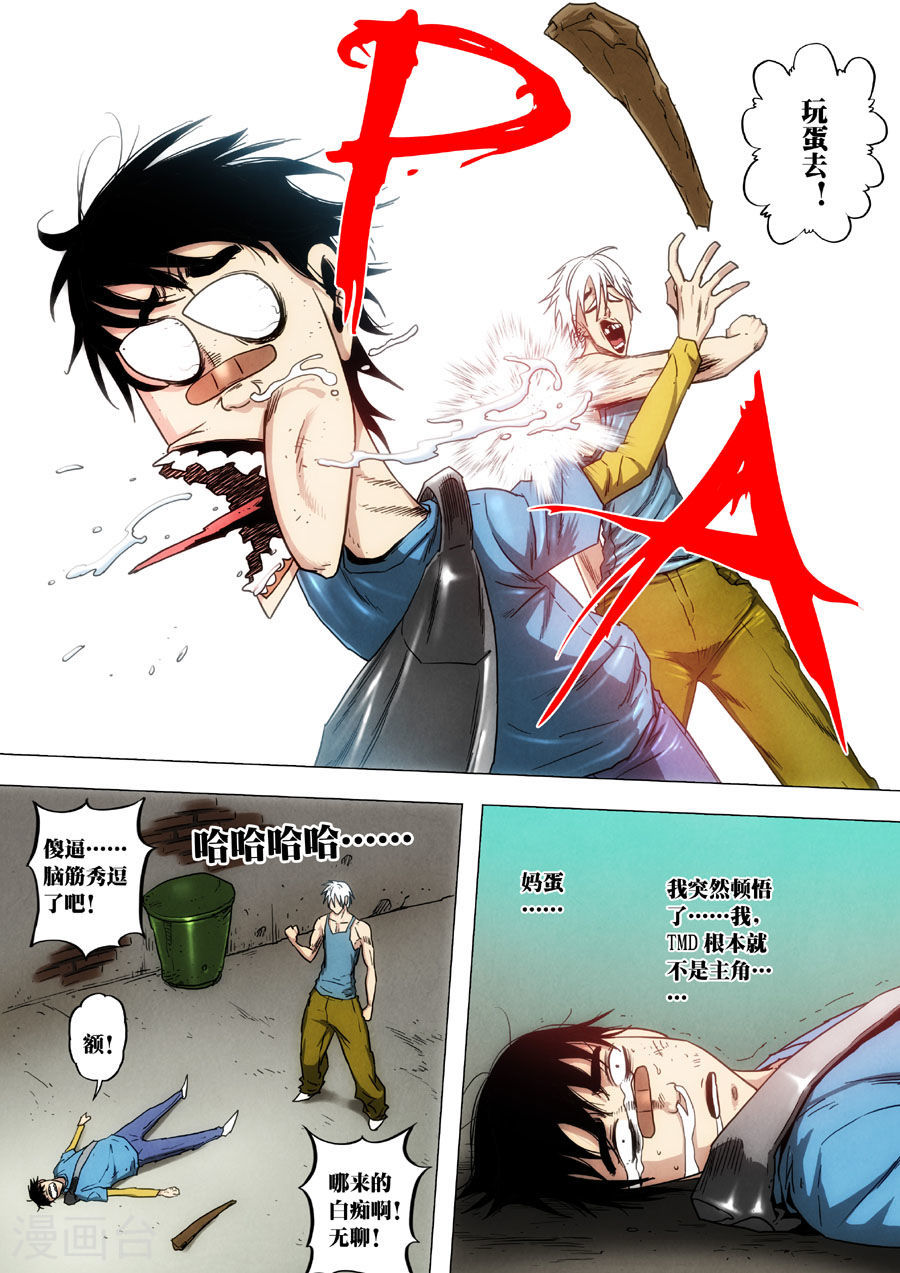 P
A
玩蛋去！
傻逼……
脑筋秀逗
了吧！
哈哈哈哈……
额！
哪来的
白痴啊！
无聊！
妈蛋
……
我突然顿悟
了……我，
TMD 根本就
不是主角…
…
漫画台